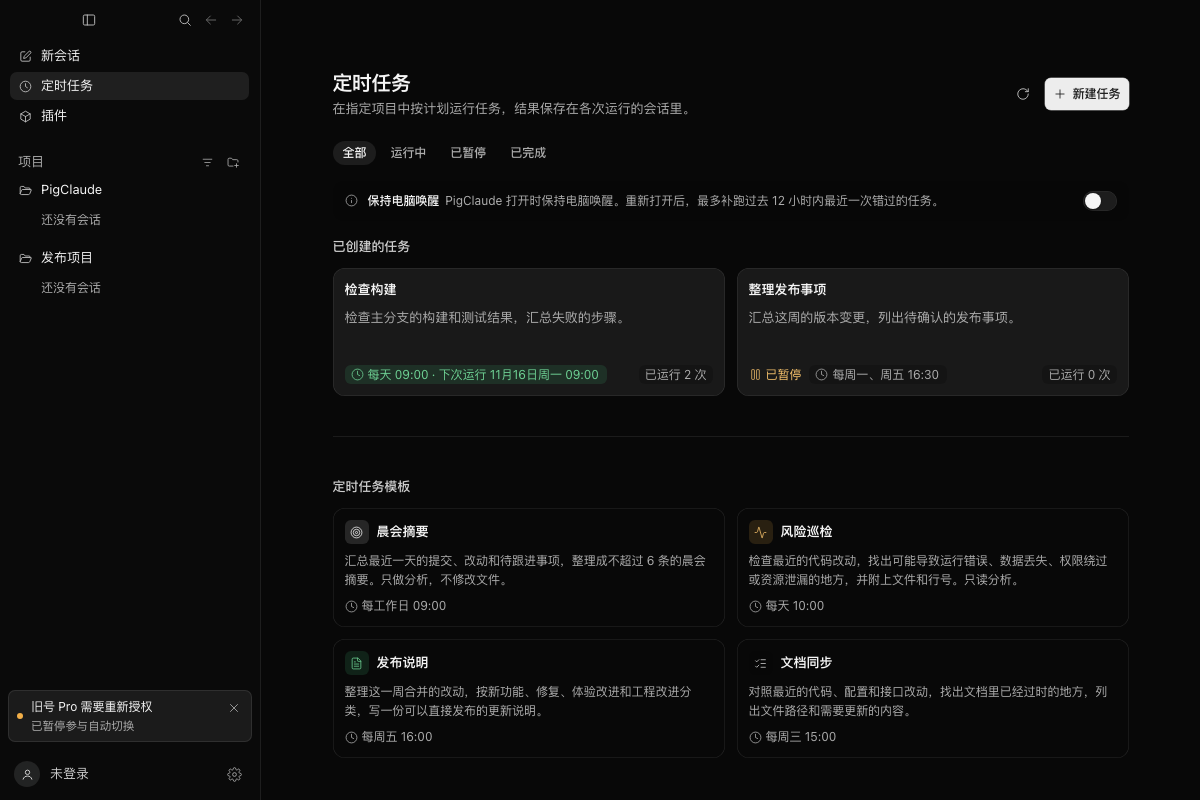 新会话
定时任务
插件
项目
PigClaude
还没有会话
发布项目
还没有会话
旧号 Pro 需要重新授权
已暂停参与自动切换
未登录
定时任务
在指定项目中按计划运行任务，结果保存在各次运行的会话里。
新建任务
全部 运行中 已暂停 已完成
保持电脑唤醒 PigClaude 打开时保持电脑唤醒。重新打开后，最多补跑过去 12 小时内最近一次错过的任务。
已创建的任务
检查构建
检查主分支的构建和测试结果，汇总失败的步骤。
每天 09:00 · 下次运行 11月16日周一 09:00 已运行 2 次
整理发布事项
汇总这周的版本变更，列出待确认的发布事项。
已暂停 每周一、周五 16:30 已运行 0 次
定时任务模板
晨会摘要
汇总最近一天的提交、改动和待跟进事项，整理成不超过 6 条的晨会
摘要。只做分析，不修改文件。
每工作日 09:00
风险巡检
检查最近的代码改动，找出可能导致运行错误、数据丢失、权限绕过
或资源泄漏的地方，并附上文件和行号。只读分析。
每天 10:00
发布说明
整理这一周合并的改动，按新功能、修复、体验改进和工程改进分
类，写一份可以直接发布的更新说明。
每周五 16:00
文档同步
对照最近的代码、配置和接口改动，找出文档里已经过时的地方，列
出文件路径和需要更新的内容。
每周三 15:00